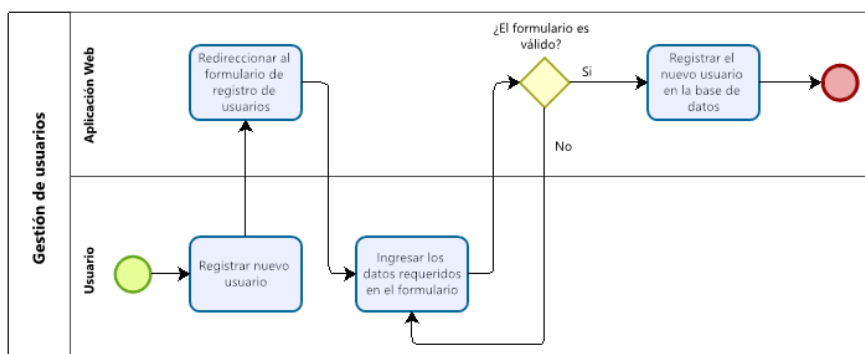 Gestión de usuarios
Aplicación Web
Redireccionar al
formulario de
registro de
usuarios
¿El formulario es
válido?
Si
No
Registrar el
nuevo usuario
en la base de
datos
Usuario
Registrar nuevo
usuario
Ingresar los
datos requeridos
en el formulario